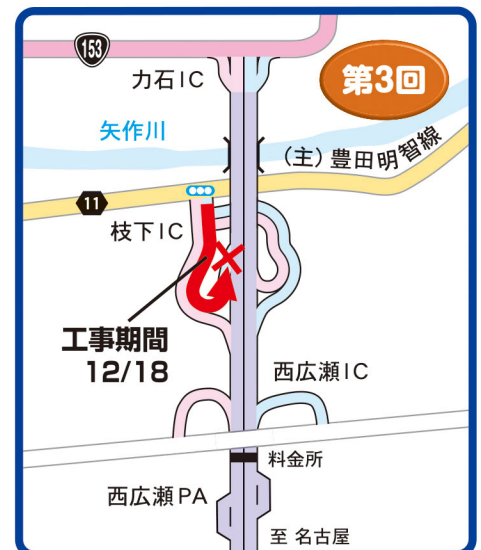 153
力石IC
第3回
矢作川
(主)豊田明智線
11
枝下IC
工事期間
12/18
西広瀬IC
料金所
西広瀬PA
至 名古屋